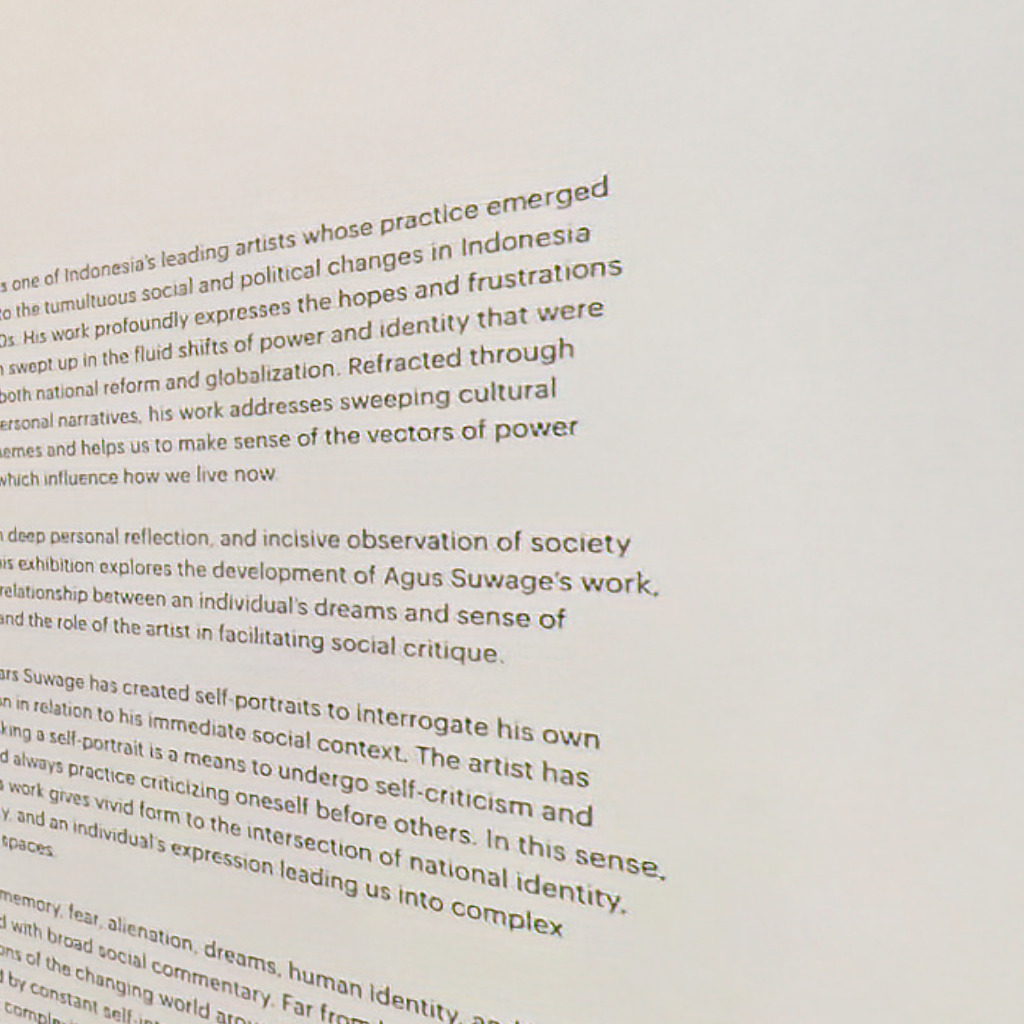 one of Indonesia's leading artists whose practice emerged
to the tumultuous social and political changes in Indonesia
0s. His work profoundly expresses the hopes and frustrations
swept up in the fluid shifts of power and identity that were
both national reform and globalization. Refracted through
ersonal narratives, his work addresses sweeping cultural
emes and helps us to make sense of the vectors of power
which influence how we live now
deep personal reflection, and incisive observation of society
is exhibition explores the development of Agus Suwage's work,
relationship between an individual's dreams and sense of
and the role of the artist in facilitating social critique.
ars Suwage has created self-portraits to interrogate his own
in relation to his immediate social context. The artist has
king a self-portrait is a means to undergo self-criticism and
always practice criticizing oneself before others. In this sense,
work gives vivid form to the intersection of national identity,
y, and an individual's expression leading us into complex
spaces.
memory, fear, alienation, dreams, human identity,
with broad social commentary. Far from
ons of the changing world
by constant